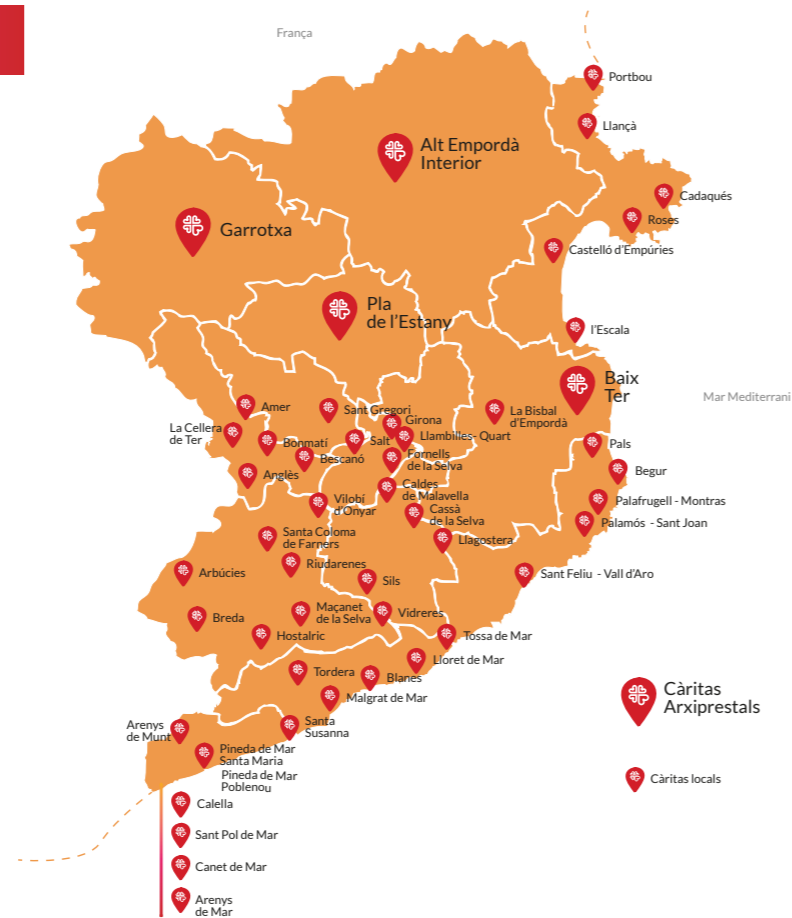 França
Portbou
Llançà
Alt Empordà
Interior
Cadaqués
Roses
Garrotxa
Castelló d'Empúries
Pla
de l'Estany
l'Escala
Baix
Ter
Mar Mediterrani
Amer
Sant Gregori
La Bisbal
d'Empordà
Girona
La Cellera
de Ter
Bonmatí
Salt
Llambilles- Quart
Pals
Bescanó
Fornells
de la Selva
Begur
Anglès
Caldes
de Malavella
Vilobí
d'Onyar
Palafrugell - Montras
Cassà
de la Selva
Palamós - Sant Joan
Santa Coloma
de Farners
Llagostera
Riudarenes
Arbúcies
Sils
Sant Feliu - Vall d'Aro
Breda
Maçanet
de la Selva
Vidreres
Hostalric
Tossa de Mar
Lloret de Mar
Tordera
Blanes
Malgrat de Mar
Càritas
Arxiprestals
Arenys
de Munt
Santa
Susanna
Pineda de Mar
Santa Maria
Pineda de Mar
Poblenou
Càritas locals
Calella
Sant Pol de Mar
Canet de Mar
Arenys
de Mar